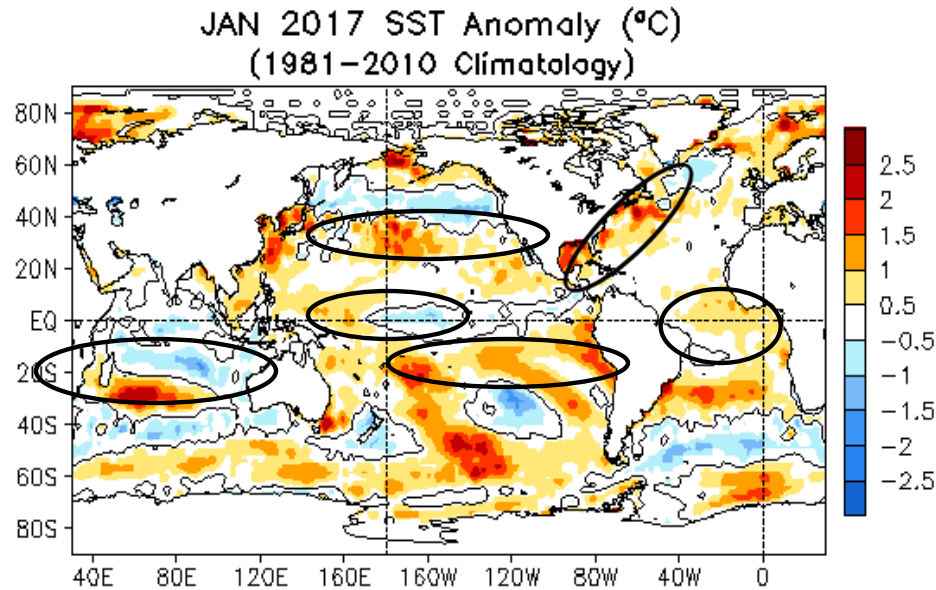 JAN 2017 SST Anomaly (°C)
(1981-2010 Climatology)
80N
60N
40N
20N
EQ
20S
40S
60S
80S
40E
80E
120E
160W
120W
80W
40W
0
2.5
2
1.5
1
0.5
-0.5
-1
-1.5
-2
-2.5